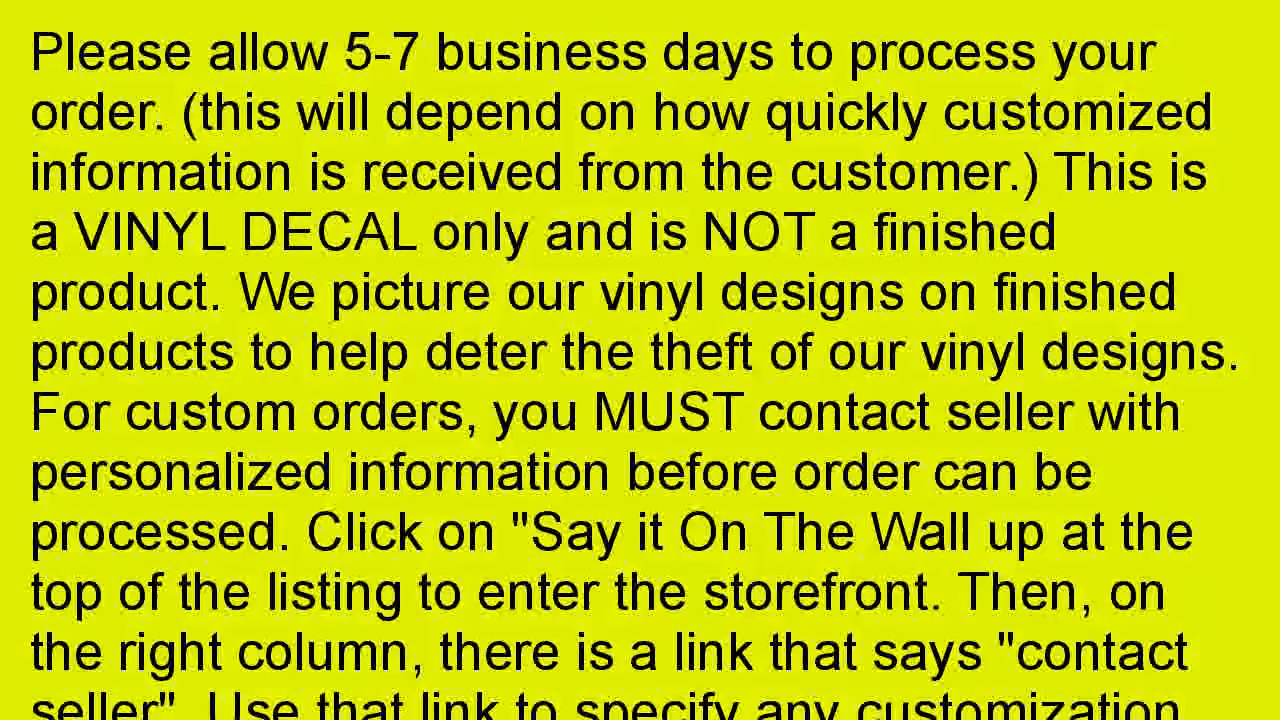 Please allow 5-7 business days to process your
order. (this will depend on how quickly customized
information is received from the customer.) This is
a VINYL DECAL only and is NOT a finished
product. We picture our vinyl designs on finished
products to help deter the theft of our vinyl designs.
For custom orders, you MUST contact seller with
personalized information before order can be
processed. Click on "Say it On The Wall up at the
top of the listing to enter the storefront. Then, on
the right column, there is a link that says "contact
seller". Use that link to specify any customization